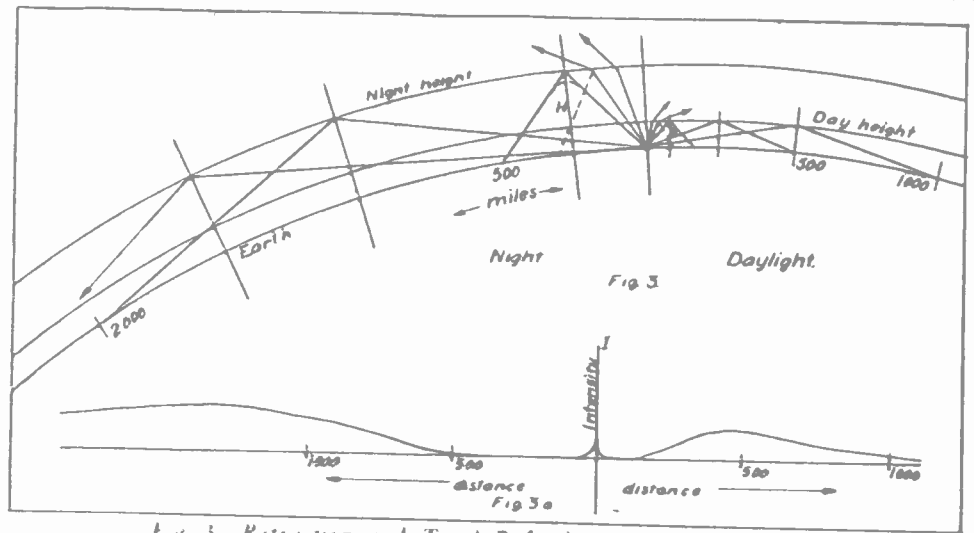 Night height
Day height
H
500
miles
500
1000
Earth
Night
Daylight.
Fig 3.
2000
I
Intensity
1000
500
500
1000
distance
distance
Fig 3a